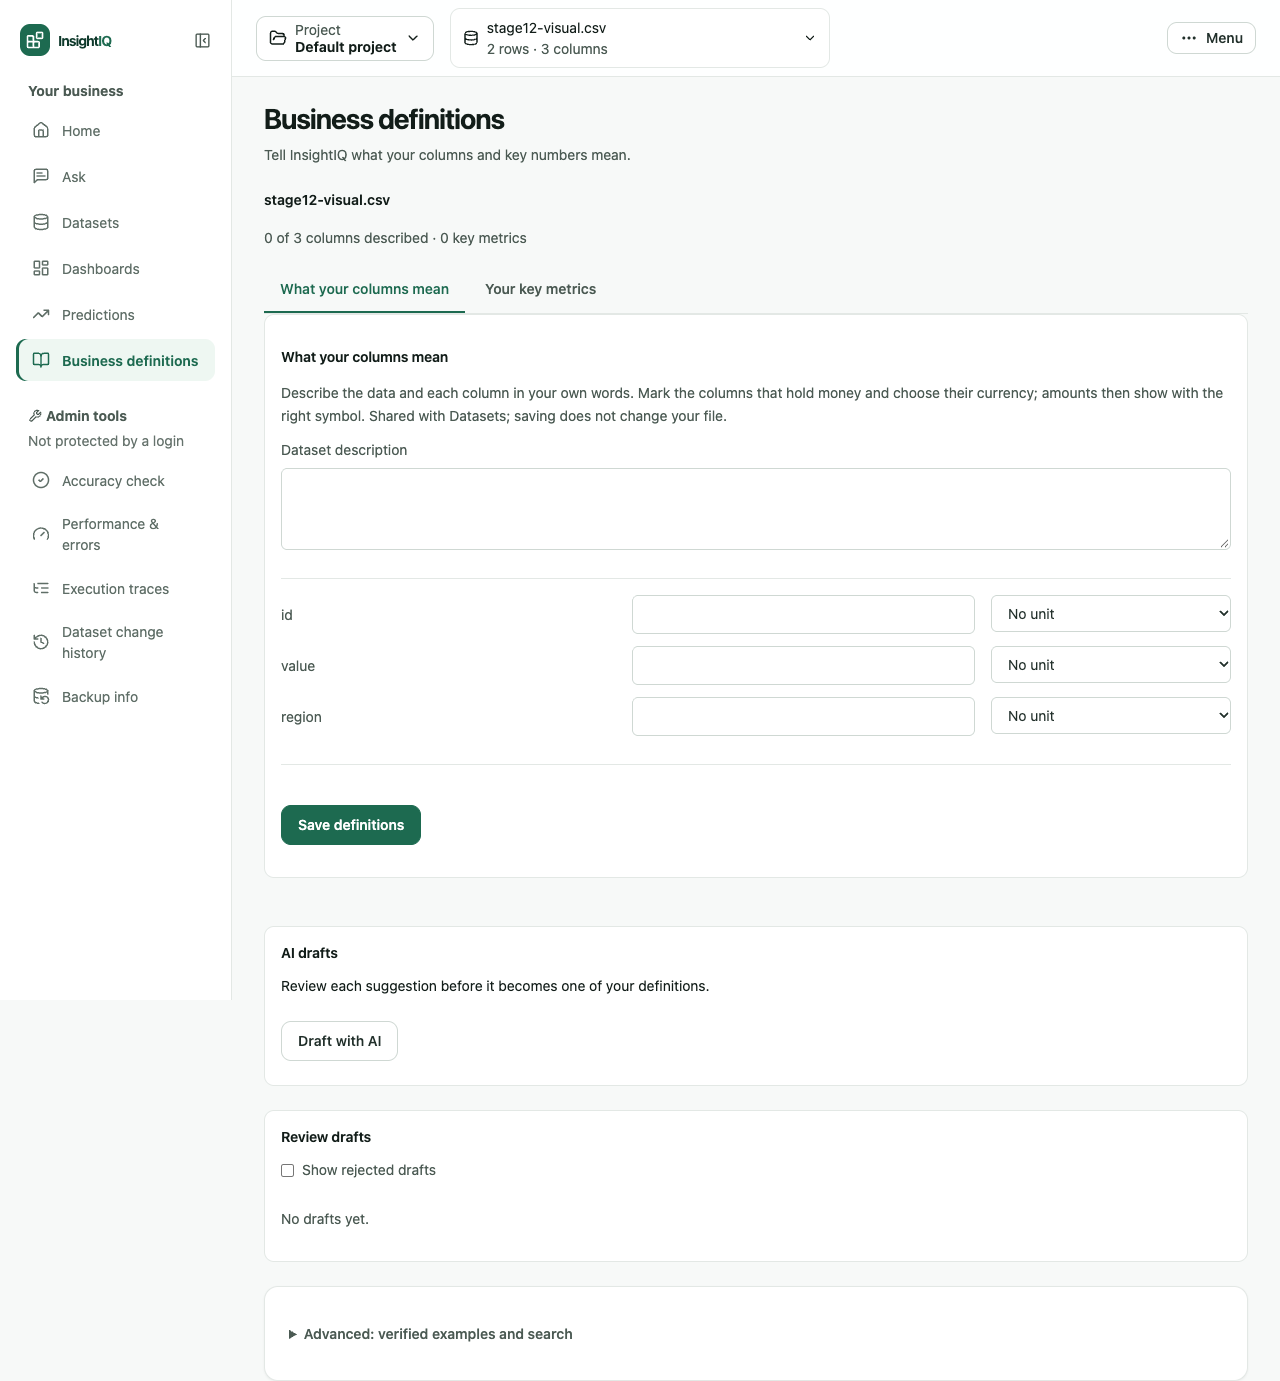 InsightIQ
Project
Default project
stage12-visual.csv
2 rows · 3 columns
Menu
Your business
Home
Ask
Datasets
Dashboards
Predictions
Business definitions
Admin tools
Not protected by a login
Accuracy check
Performance &
errors
Execution traces
Dataset change
history
Backup info
Business definitions
Tell InsightIQ what your columns and key numbers mean.
stage12-visual.csv
0 of 3 columns described · 0 key metrics
What your columns mean
Your key metrics
What your columns mean
Describe the data and each column in your own words. Mark the columns that hold money and choose their currency; amounts then show with the
right symbol. Shared with Datasets; saving does not change your file.
Dataset description
id
No unit
value
No unit
region
No unit
Save definitions
AI drafts
Review each suggestion before it becomes one of your definitions.
Draft with AI
Review drafts
Show rejected drafts
No drafts yet.
Advanced: verified examples and search